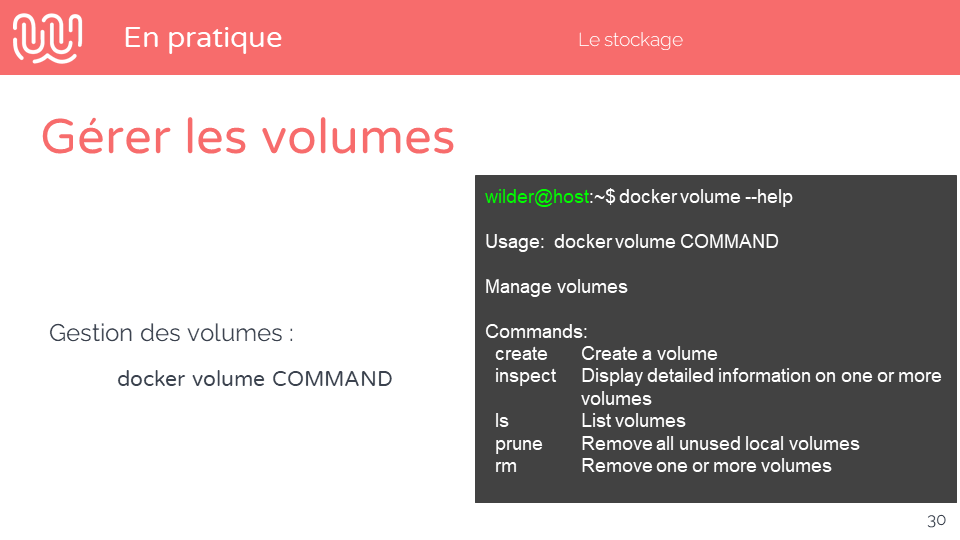 En pratique
Le stockage
Gérer les volumes
Gestion des volumes :
docker volume COMMAND
wilder@host:~$ docker volume --help
Usage:  docker volume COMMAND
Manage volumes
Commands:
create Create a volume
inspect Display detailed information on one or more
volumes
ls List volumes
prune Remove all unused local volumes
rm Remove one or more volumes
30